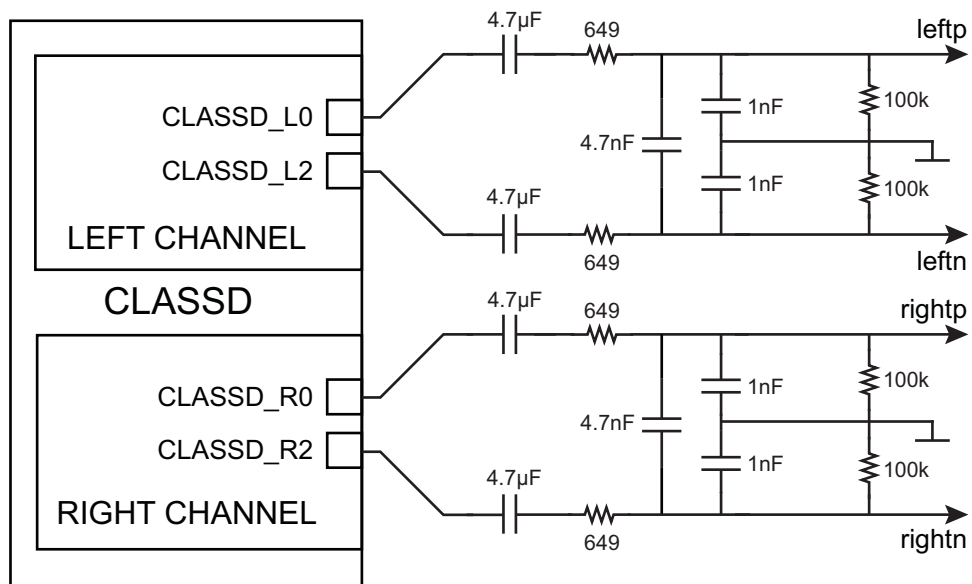 4.7µF
649
leftp
CLASSD_L0
1nF
100k
CLASSD_L2
4.7nF
4.7µF
1nF
100k
LEFT CHANNEL
649
leftn
CLASSD
4.7µF
649
rightp
CLASSD_R0
1nF
100k
CLASSD_R2
4.7nF
4.7µF
1nF
100k
RIGHT CHANNEL
649
rightn